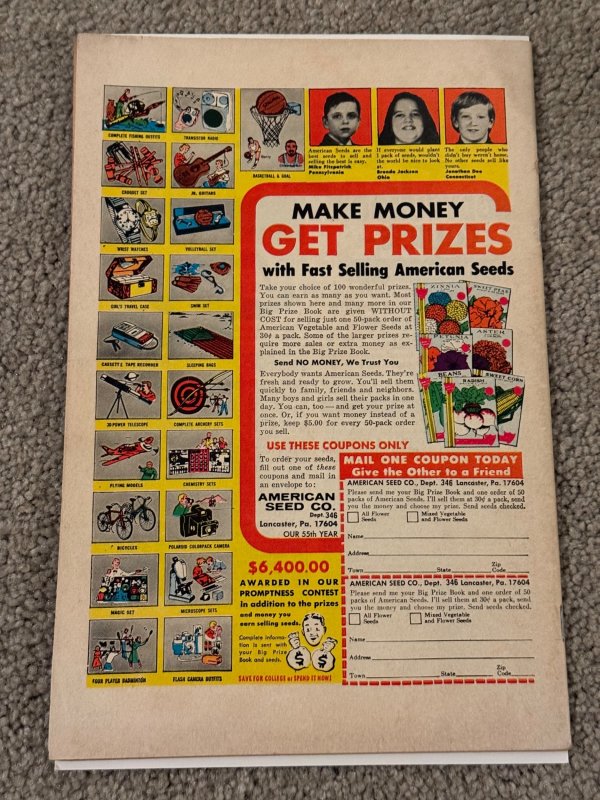 COMPLETE FISHING OUTFITS
TRANSISTOR RADIO
CROQUET SET
JR. GUITARS
WRIST WATCHES
VOLLEYBALL SET
GIRL'S TRAVEL CASE
SWIM SET
CASSETTE TAPE RECORDER
SLEEPING BAGS
30-POWER TELESCOPE
COMPLETE ARCHERY SETS
FLYING MODELS
CHEMISTRY SETS
BICYCLES
POLAROID COLORPACK CAMERA
MAGIC SET
MICROSCOPE SETS
FOUR PLAYER BADMINTON
FLASH CAMERA OUTFITS
BASKETBALL & GOAL
American Seeds are the
best seeds to sell and
selling the best is easy.
Mike Fitzpatrick
Pennsylvania
If everyone would plant
1 pack of seeds, wouldn't
the world be nice to look
at.
Brenda Jackson
Ohio
The only people who
didn't buy weren't home.
No other seeds sell like
yours.
Jonathan Dee
Connecticut
MAKE MONEY
GET PRIZES
with Fast Selling American Seeds
Take your choice of 100 wonderful prizes.
You can earn as many as you want. Most
prizes shown here and many more in our
Big Prize Book are given WITHOUT
COST for selling just one 50-pack order of
American Vegetable and Flower Seeds at
30¢ a pack. Some of the larger prizes re-
quire more sales or extra money as ex-
plained in the Big Prize Book.
Send NO MONEY, We Trust You
Everybody wants American Seeds. They're
fresh and ready to grow. You'll sell them
quickly to family, friends and neighbors.
Many boys and girls sell their packs in one
day. You can, too — and get your prize at
once. Or, if you want money instead of a
prize, keep $5.00 for every 50-pack order
you sell.
ZINNIA
SWEET PEAS
PETUNIA
ASTER
BEANS
RADISH
SWEET CORN
USE THESE COUPONS ONLY
To order your seeds,
fill out one of these
coupons and mail in
an envelope to:
AMERICAN
SEED CO.
Dept. 346
Lancaster, Pa. 17604
OUR 55th YEAR
$6,400.00
AWARDED IN OUR
PROMPTNESS CONTEST
in addition to the prizes
and money you
earn selling seeds.
Complete informa-
tion is sent with
your Big Prize
Book and seeds.
$ $
SAVE FOR COLLEGE or SPEND IT NOW!
MAIL ONE COUPON TODAY
Give the Other to a Friend
AMERICAN SEED CO., Dept. 346 Lancaster, Pa. 17604
Please send me your Big Prize Book and one order of 50
packs of American Seeds. I'll sell them at 30¢ a pack, send
you the money and choose my prize. Send seeds checked.
All Flower
Seeds
Mixed Vegetable
and Flower Seeds
Name
Address
Town State Zip Code
AMERICAN SEED CO., Dept. 346 Lancaster, Pa. 17604
Please send me your Big Prize Book and one order of 50
packs of American Seeds. I'll sell them at 30¢ a pack, send
you the money and choose my prize. Send seeds checked.
All Flower
Seeds
Mixed Vegetable
and Flower Seeds
Name
Address
Town State Zip Code